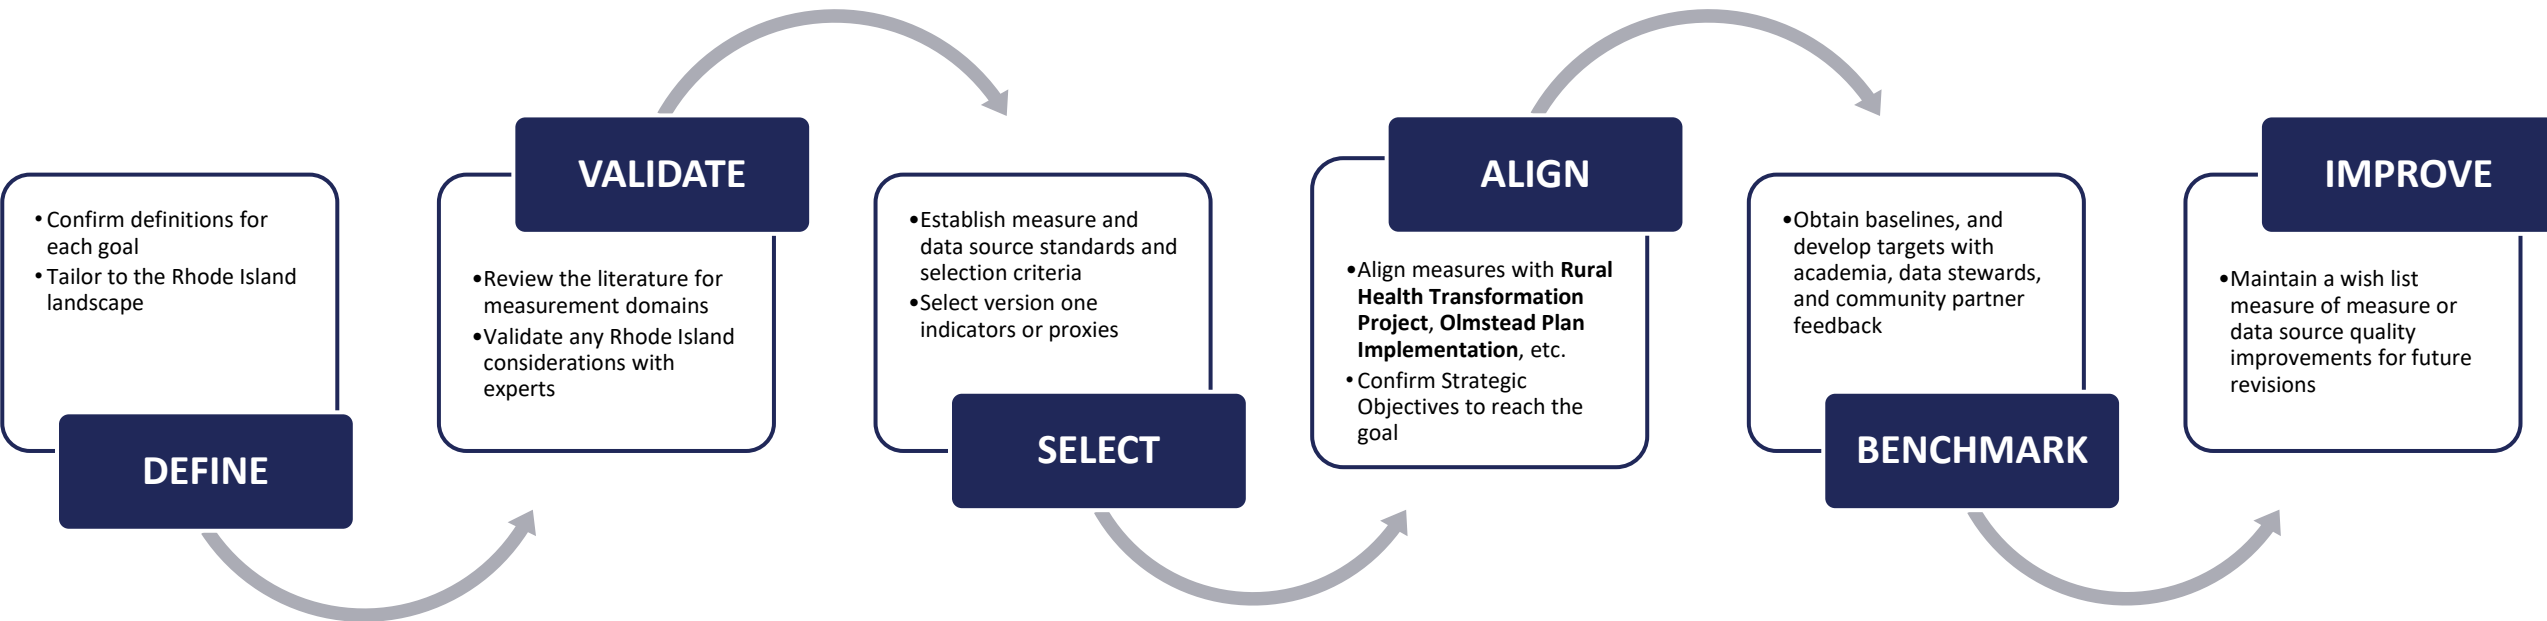 • Confirm definitions for
each goal
• Tailor to the Rhode Island
landscape
DEFINE
VALIDATE
•Review the literature for
measurement domains
•Validate any Rhode Island
considerations with
experts
•Establish measure and
data source standards and
selection criteria
•Select version one
indicators or proxies
SELECT
ALIGN
•Align measures with Rural
Health Transformation
Project, Olmstead Plan
Implementation, etc.
• Confirm Strategic
Objectives to reach the
goal
•Obtain baselines, and
develop targets with
academia, data stewards,
and community partner
feedback
BENCHMARK
IMPROVE
•Maintain a wish list
measure of measure or
data source quality
improvements for future
revisions